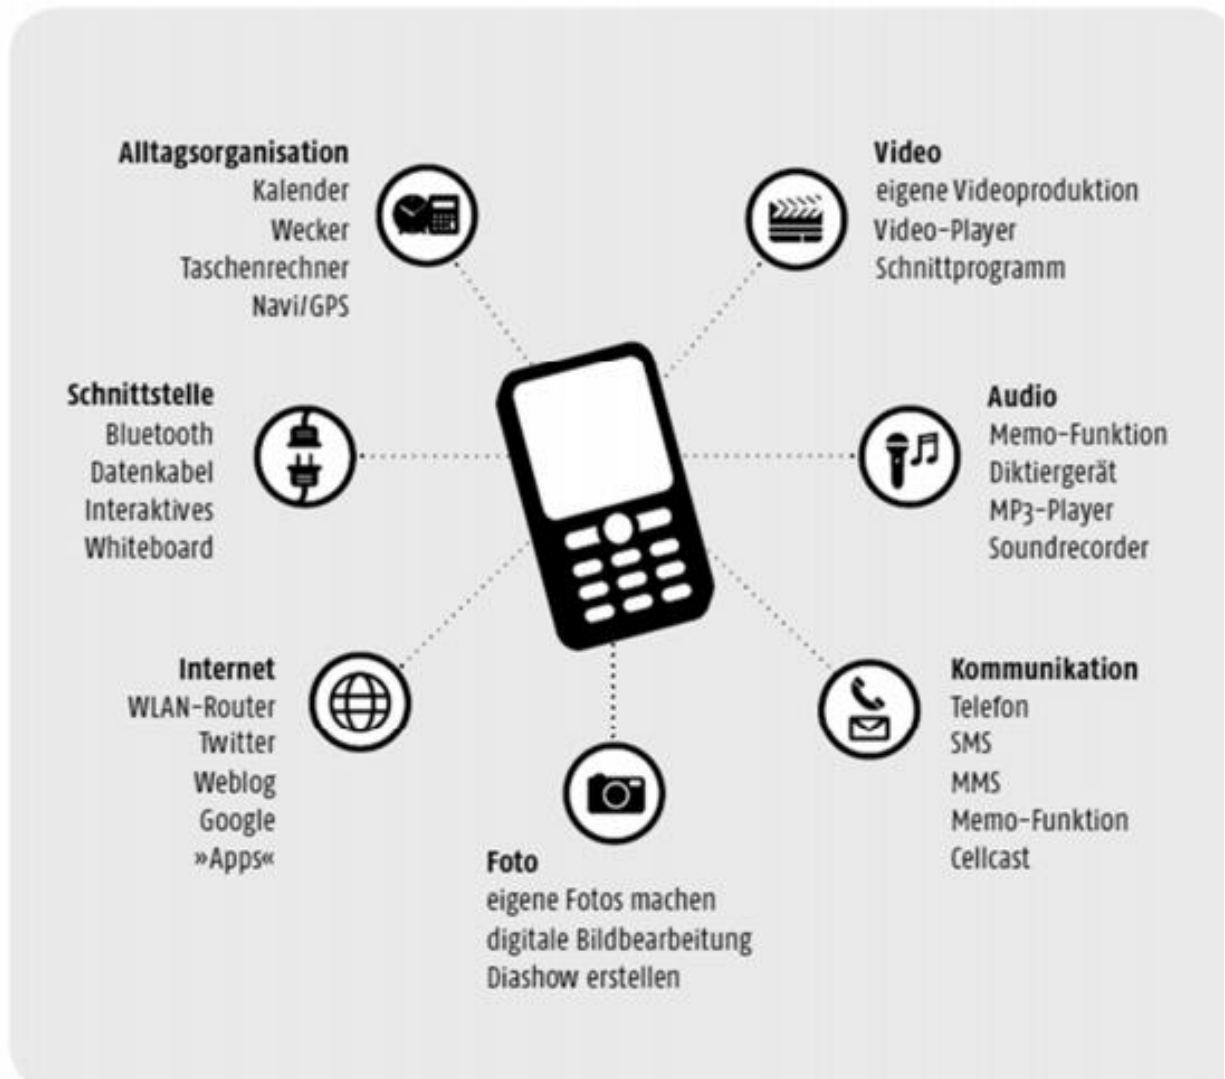 Alltagsorganisation
Kalender
Wecker
Taschenrechner
Navi/GPS
Video
eigene Videoproduktion
Video-Player
Schnittprogramm
Schnittstelle
Bluetooth
Datenkabel
Interaktives
Whiteboard
Audio
Memo-Funktion
Diktiergerät
MP3-Player
Soundrecorder
Internet
WLAN-Router
Twitter
Weblog
Google
»Apps«
Foto
eigene Fotos machen
digitale Bildbearbeitung
Diashow erstellen
Kommunikation
Telefon
SMS
MMS
Memo-Funktion
Cellcast